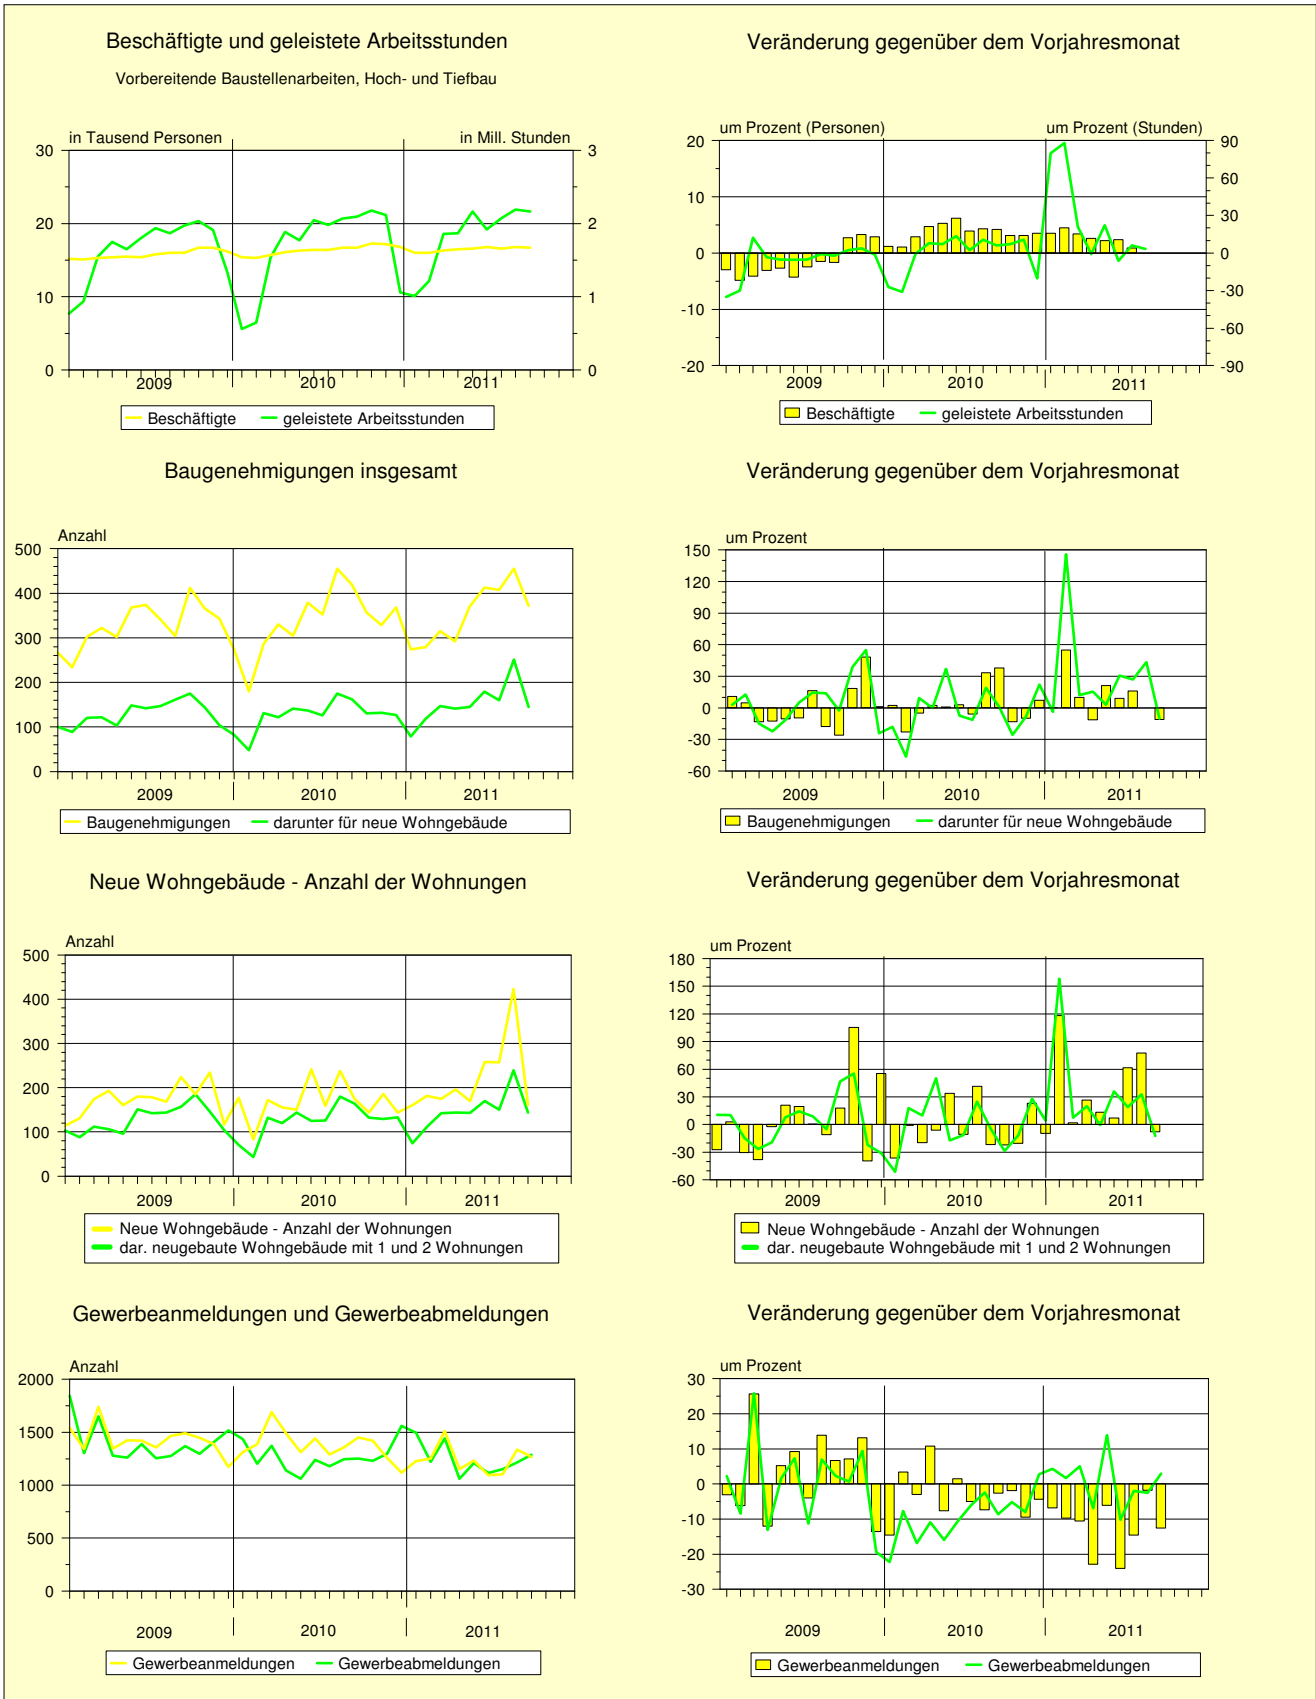 Beschäftigte und geleistete Arbeitsstunden
Vorbereitende Baustellenarbeiten, Hoch- und Tiefbau
in Tausend Personen
in Mill. Stunden
30
20
10
0
3
2
1
0
2009
2010
2011
Beschäftigte
geleistete Arbeitsstunden
Veränderung gegenüber dem Vorjahresmonat
um Prozent (Personen)
um Prozent (Stunden)
20
10
0
-10
-20
90
60
30
0
-30
-60
-90
2009
2010
2011
Beschäftigte
geleistete Arbeitsstunden
Baugenehmigungen insgesamt
Anzahl
500
400
300
200
100
0
2009
2010
2011
Baugenehmigungen
darunter für neue Wohngebäude
Veränderung gegenüber dem Vorjahresmonat
um Prozent
150
120
90
60
30
0
-30
-60
2009
2010
2011
Baugenehmigungen
darunter für neue Wohngebäude
Neue Wohngebäude - Anzahl der Wohnungen
Anzahl
500
400
300
200
100
0
2009
2010
2011
Neue Wohngebäude - Anzahl der Wohnungen
dar. neugebaute Wohngebäude mit 1 und 2 Wohnungen
Veränderung gegenüber dem Vorjahresmonat
um Prozent
180
150
120
90
60
30
0
-30
-60
2009
2010
2011
Neue Wohngebäude - Anzahl der Wohnungen
dar. neugebaute Wohngebäude mit 1 und 2 Wohnungen
Gewerbeanmeldungen und Gewerbeabmeldungen
Anzahl
2000
1500
1000
500
0
2009
2010
2011
Gewerbeanmeldungen
Gewerbeabmeldungen
Veränderung gegenüber dem Vorjahresmonat
um Prozent
30
20
10
0
-10
-20
-30
2009
2010
2011
Gewerbeanmeldungen
Gewerbeabmeldungen